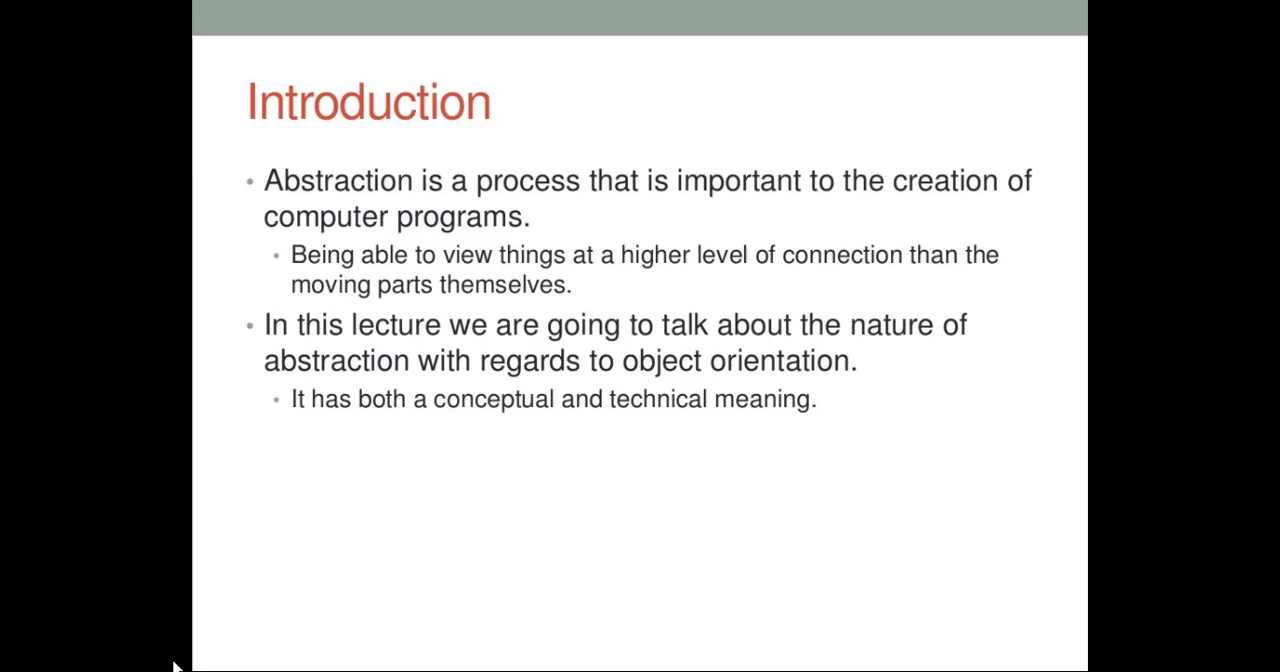 Introduction
• Abstraction is a process that is important to the creation of
computer programs.
• Being able to view things at a higher level of connection than the
moving parts themselves.
• In this lecture we are going to talk about the nature of
abstraction with regards to object orientation.
• It has both a conceptual and technical meaning.